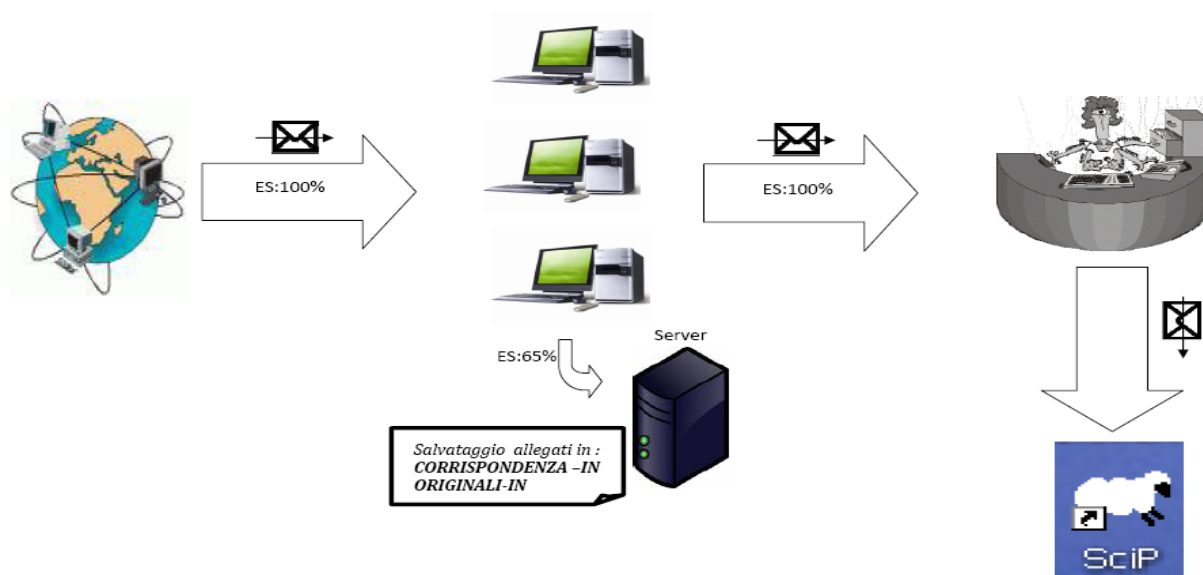 ES:100%
ES:100%
ES:65%
Server
Salvataggio allegati in :
CORRISPONDENZA –IN
ORIGINALI-IN
SciP